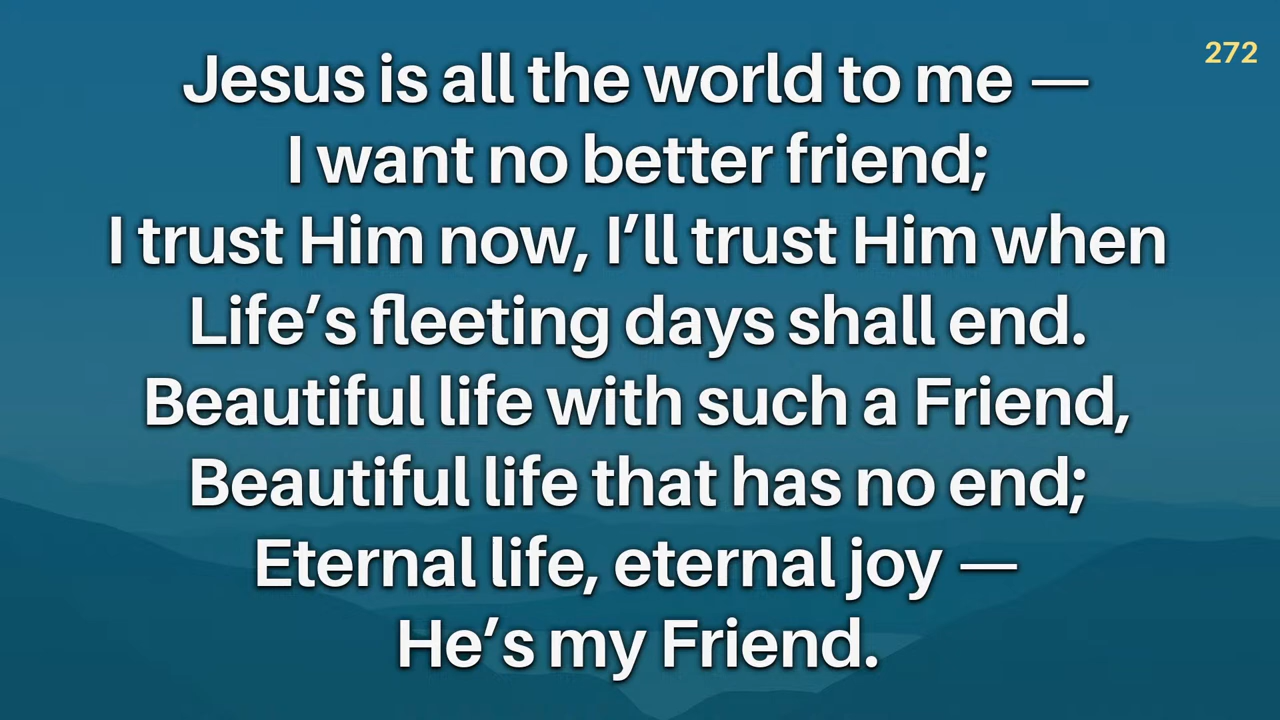 272
Jesus is all the world to me —
I want no better friend;
I trust Him now, I’ll trust Him when
Life’s fleeting days shall end.
Beautiful life with such a Friend,
Beautiful life that has no end;
Eternal life, eternal joy —
He’s my Friend.